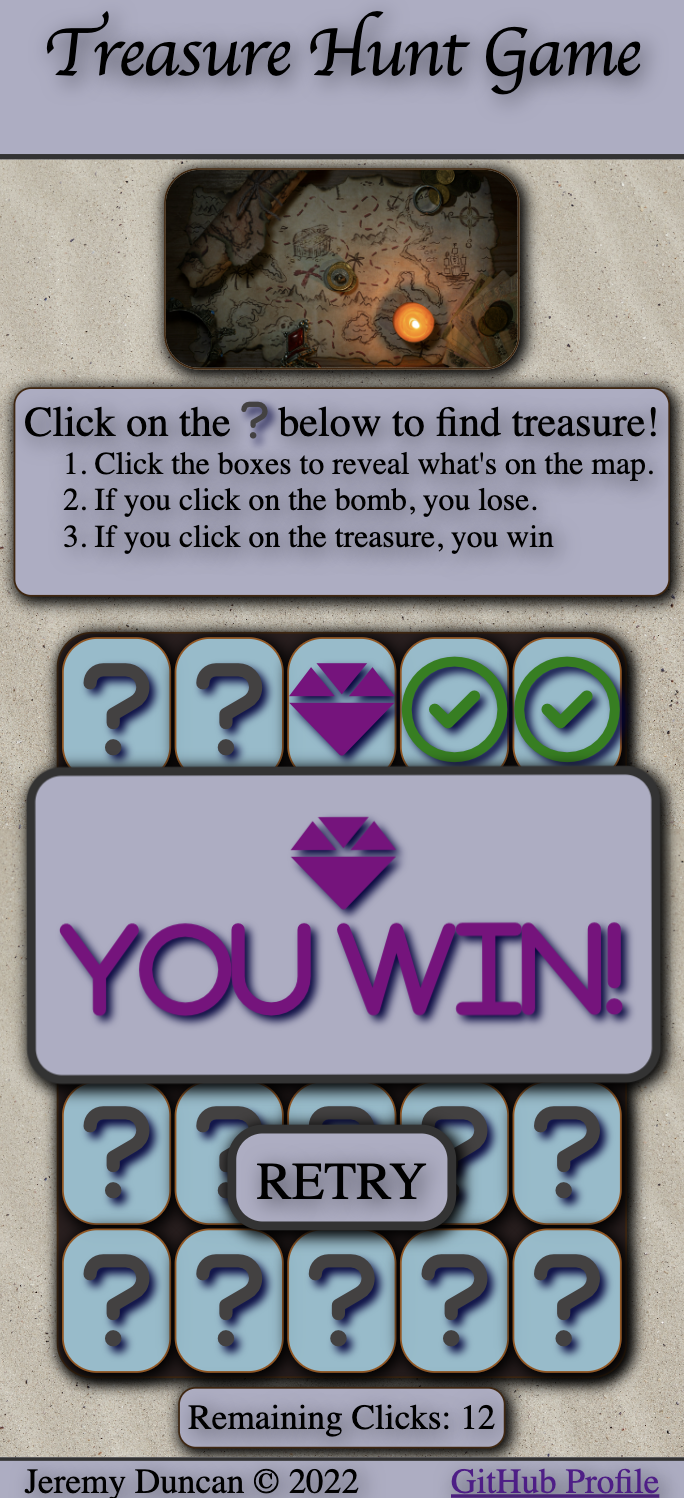 Treasure Hunt Game
Click on the ? below to find treasure!
1. Click the boxes to reveal what's on the map.
2. If you click on the bomb, you lose.
3. If you click on the treasure, you win
? ?
YOU WIN!
? ? ? ? ?
RETRY
? ? ? ? ?
Remaining Clicks: 12
Jeremy Duncan © 2022 GitHub Profile